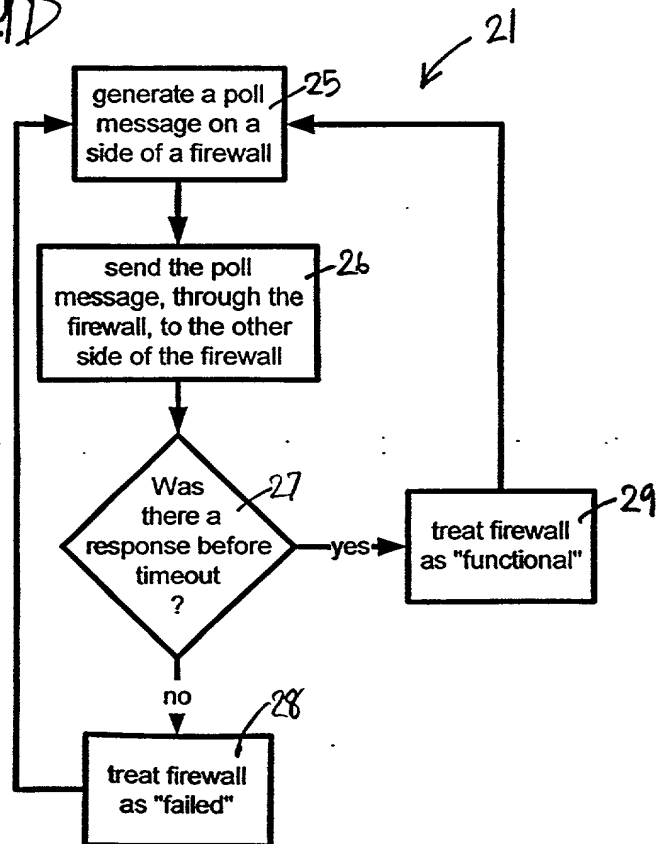 21
generate a poll
message on a
side of a firewall
25
send the poll
message, through the
firewall, to the other
side of the firewall
26
Was
there a
response before
timeout
?
27
yes
treat firewall
as "functional"
29
no
28
treat firewall
as "failed"